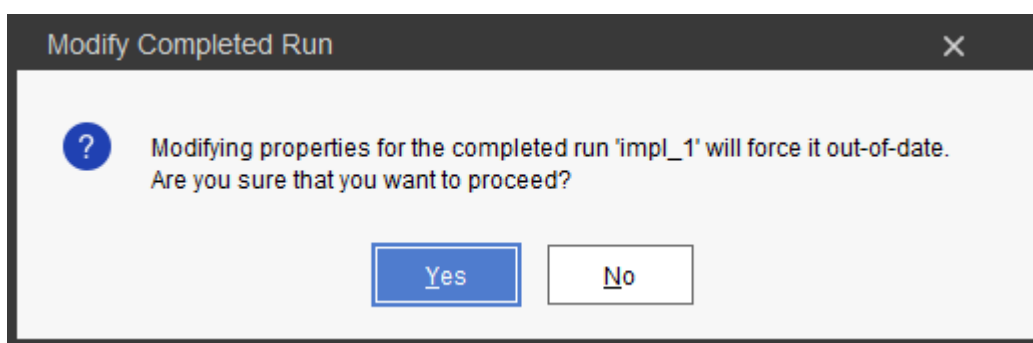 Modify Completed Run
Modifying properties for the completed run 'impl_1' will force it out-of-date.
Are you sure that you want to proceed?
Yes
No